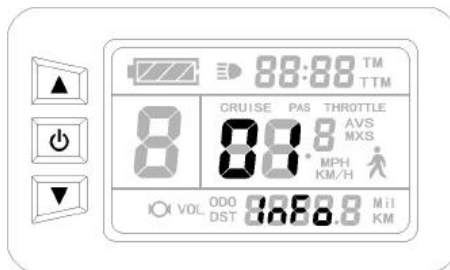 88:88 TM
TTM
CRUISE PAS THROTTLE
8 01.8 AVS
MXS
MPH
KM/H
VOL ODO
DST InFo.8 Mil
KM